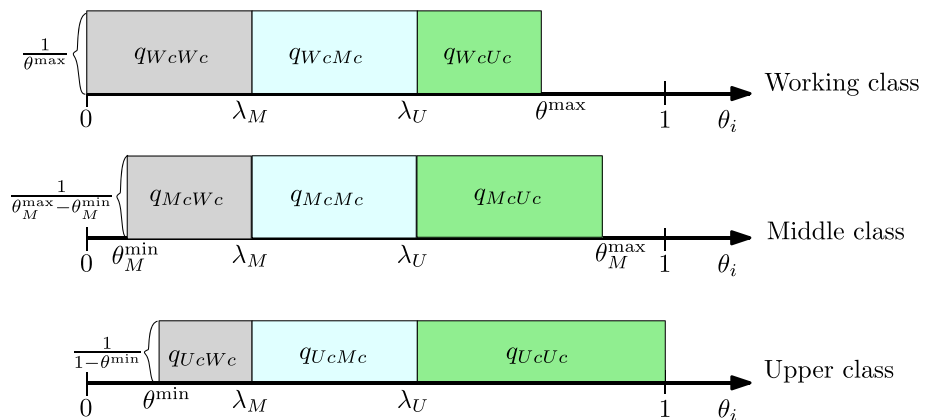 1/θ^max q_WcWc q_WcMc q_WcUc Working class
0 λ_M λ_U θ^max 1 θ_i
1/(θ_M^max−θ_M^min) q_McWc q_McMc q_McUc Middle class
0 θ_M^min λ_M λ_U θ_M^max 1 θ_i
1/(1−θ^min) q_UcWc q_UcMc q_UcUc Upper class
0 θ^min λ_M λ_U 1 θ_i